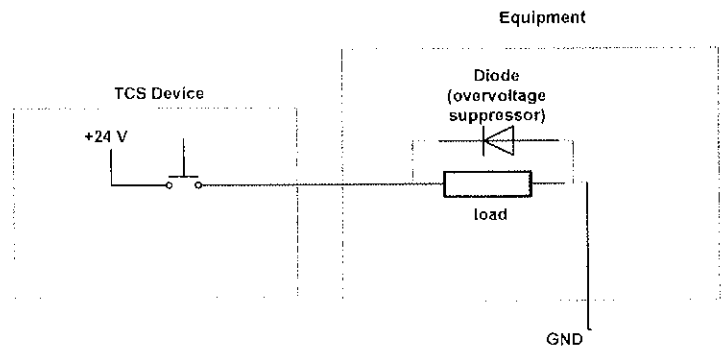 Equipment
TCS Device
Diode
(overvoltage
suppressor)
+24 V
load
GND